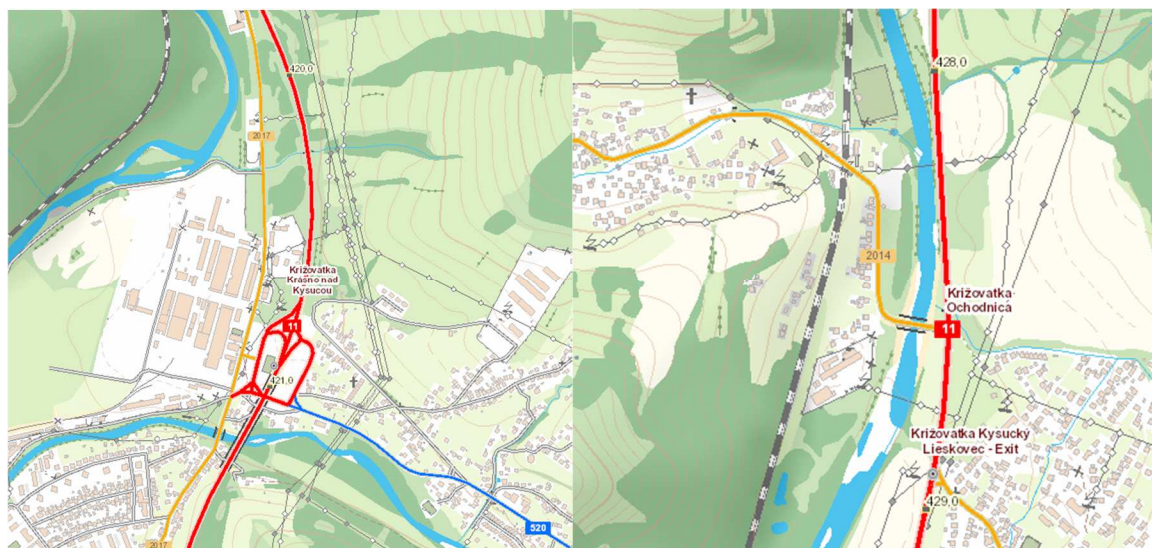 420,0
2017
Križovatka
Krásno nad
Kysucou
11
421,0
520
2017
428,0
2014
Križovatka
Ochodnica
11
Križovatka Kysucký
Lieskovec - Exit
429,0